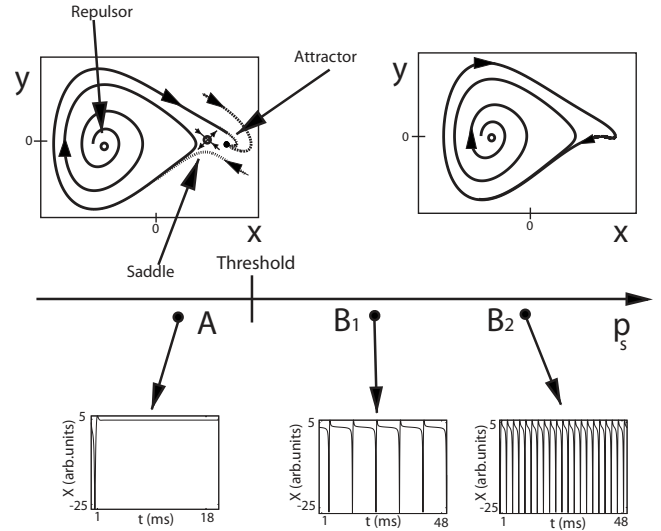 Repulsor
y
Attractor
0
0
x
Saddle
y
0
0
x
Threshold
A
B1
B2
ps
X (arb.units)
5
-25
1
t (ms)
18
X (arb.units)
5
-25
1
t (ms)
48
X (arb.units)
5
-25
1
t (ms)
48